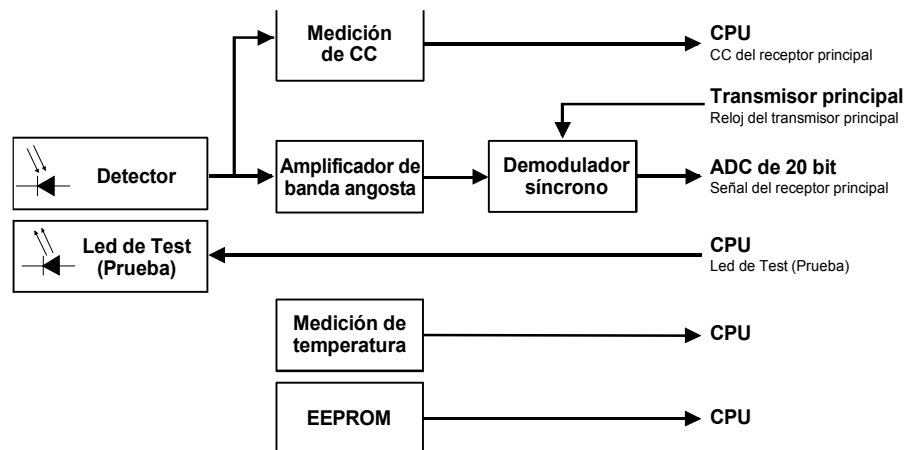 Medición
de CC
CPU
CC del receptor principal
Transmisor principal
Reloj del transmisor principal
Detector
Amplificador de
banda angosta
Demodulador
síncrono
ADC de 20 bit
Señal del receptor principal
Led de Test
(Prueba)
CPU
Led de Test (Prueba)
Medición de
temperatura
CPU
EEPROM
CPU